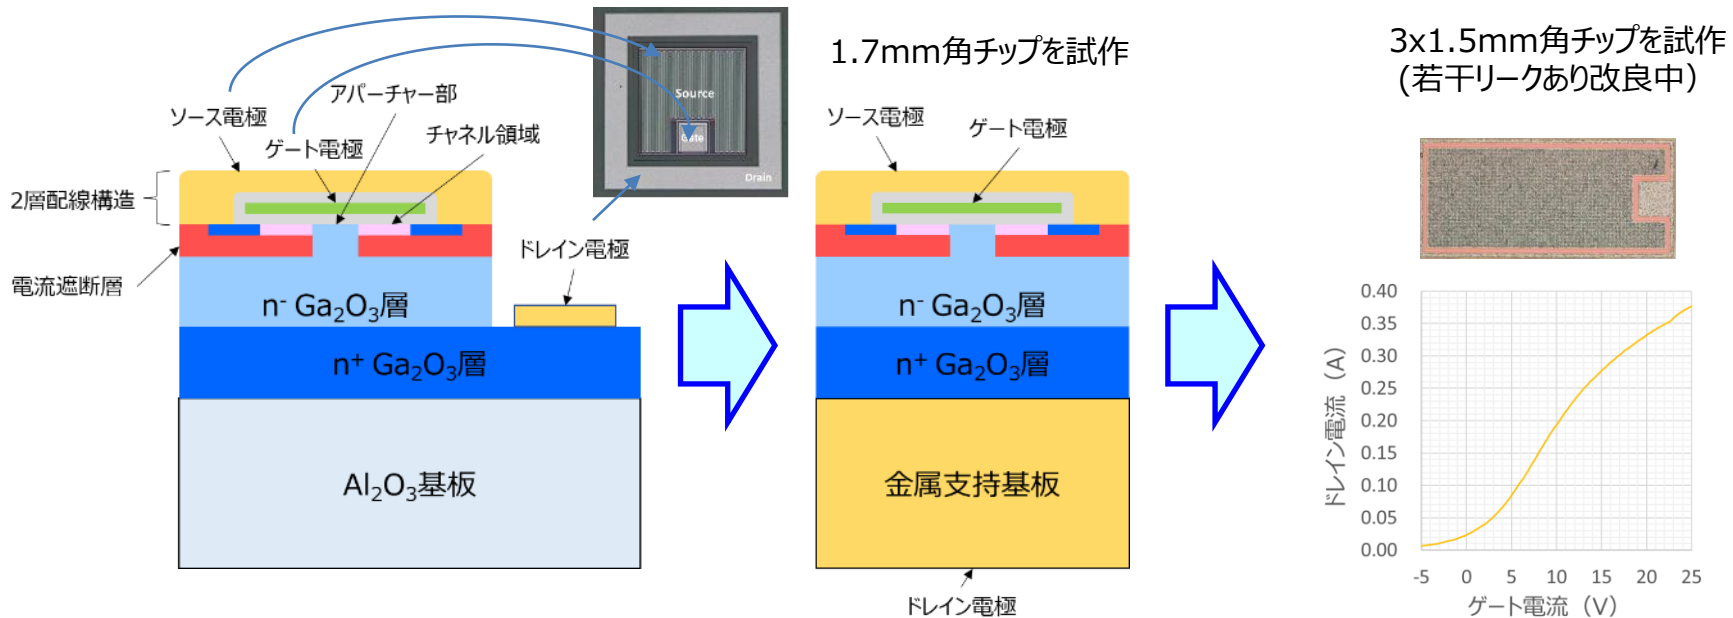 ソース電極
アパーチャー部
ゲート電極
チャネル領域
2層配線構造
電流遮断層
ドレイン電極
n⁻ Ga₂O₃層
n⁺ Ga₂O₃層
Al₂O₃基板
Source
Gate
Drain
1.7mm角チップを試作
ソース電極
ゲート電極
n⁻ Ga₂O₃層
n⁺ Ga₂O₃層
金属支持基板
ドレイン電極
3x1.5mm角チップを試作
(若干リークあり改良中)
ドレイン電流 (A)
0.40
0.35
0.30
0.25
0.20
0.15
0.10
0.05
0.00
-5 0 5 10 15 20 25
ゲート電流 (V)